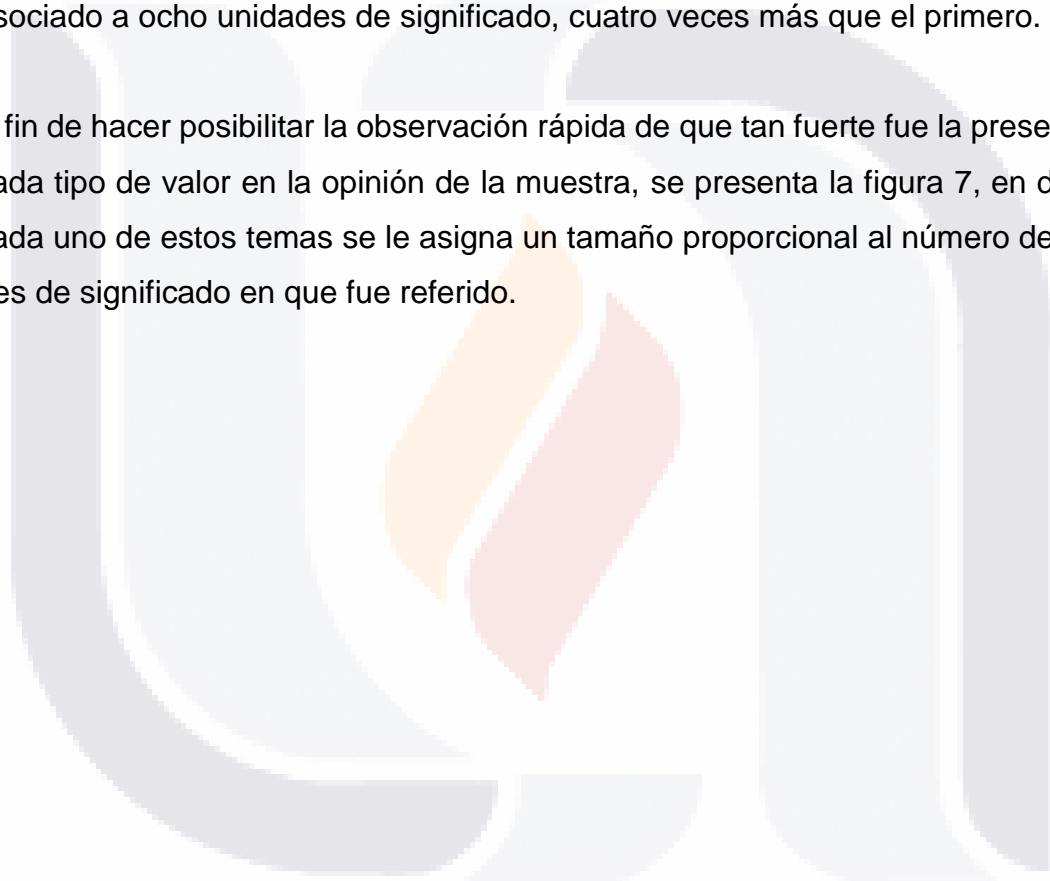 sociado a ocho unidades de significado, cuatro veces más que el primero.
fin de hacer posibilitar la observación rápida de que tan fuerte fue la prese
ada tipo de valor en la opinión de la muestra, se presenta la figura 7, en d
ada uno de estos temas se le asigna un tamaño proporcional al número de
es de significado en que fue referido.